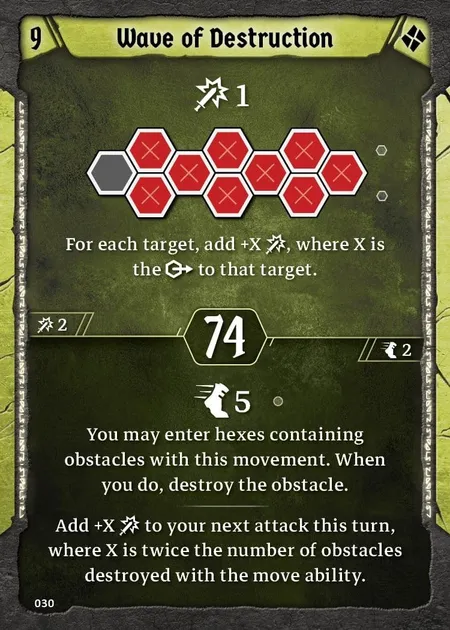 9 Wave of Destruction
1
For each target, add +X , where X is
the to that target.
2
74
2
5
You may enter hexes containing
obstacles with this movement. When
you do, destroy the obstacle.
Add +X to your next attack this turn,
where X is twice the number of obstacles
destroyed with the move ability.
030